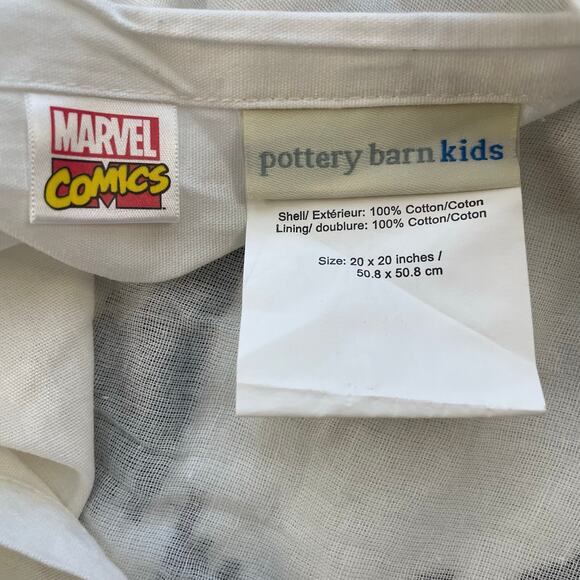 MARVEL
COMICS
pottery barn kids
Shell/ Extérieur: 100% Cotton/Coton
Lining/ doublure: 100% Cotton/Coton
Size: 20 x 20 inches /
50.8 x 50.8 cm